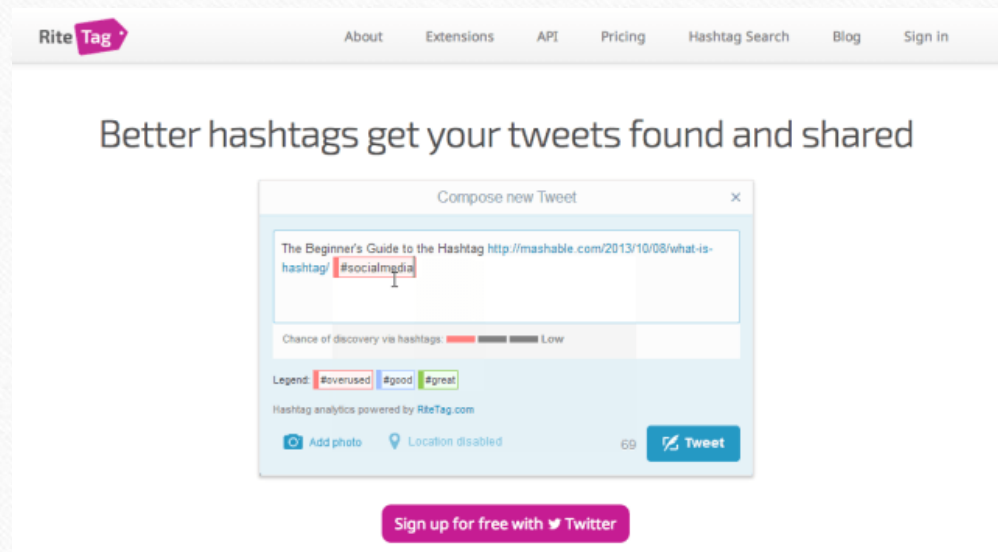 Rite Tag About Extensions API Pricing Hashtag Search Blog Sign in
Better hashtags get your tweets found and shared
Compose new Tweet ×
The Beginner's Guide to the Hashtag http://mashable.com/2013/10/08/what-is-
hashtag/ #socialmedia
Chance of discovery via hashtags: Low
Legend: #overused #good #great
Hashtag analytics powered by RiteTag.com
Add photo Location disabled 69 Tweet
Sign up for free with Twitter